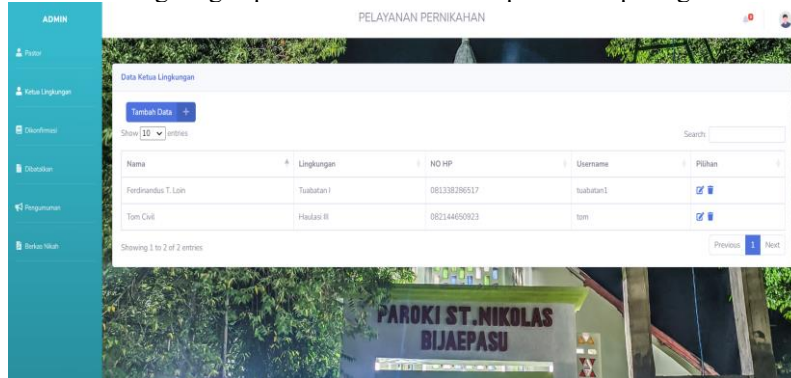 ADMIN
PELAYANAN PERNIKAHAN
0
Pastor
Ketua Lingkungan
Dikonfirmasi
Dibatalkan
Pengumuman
Berkas Nikah
Data Ketua Lingkungan
Tambah Data +
Show 10 entries
Search:
Nama Lingkungan NO HP Username Pilihan
Ferdinandus T. Loin Tuabatan I 081338286517 tuabatan1
Tom Civil Haulasi III 082144650923 tom
Showing 1 to 2 of 2 entries
Previous 1 Next
PAROKI ST.NIKOLAS
BIJAEPASU